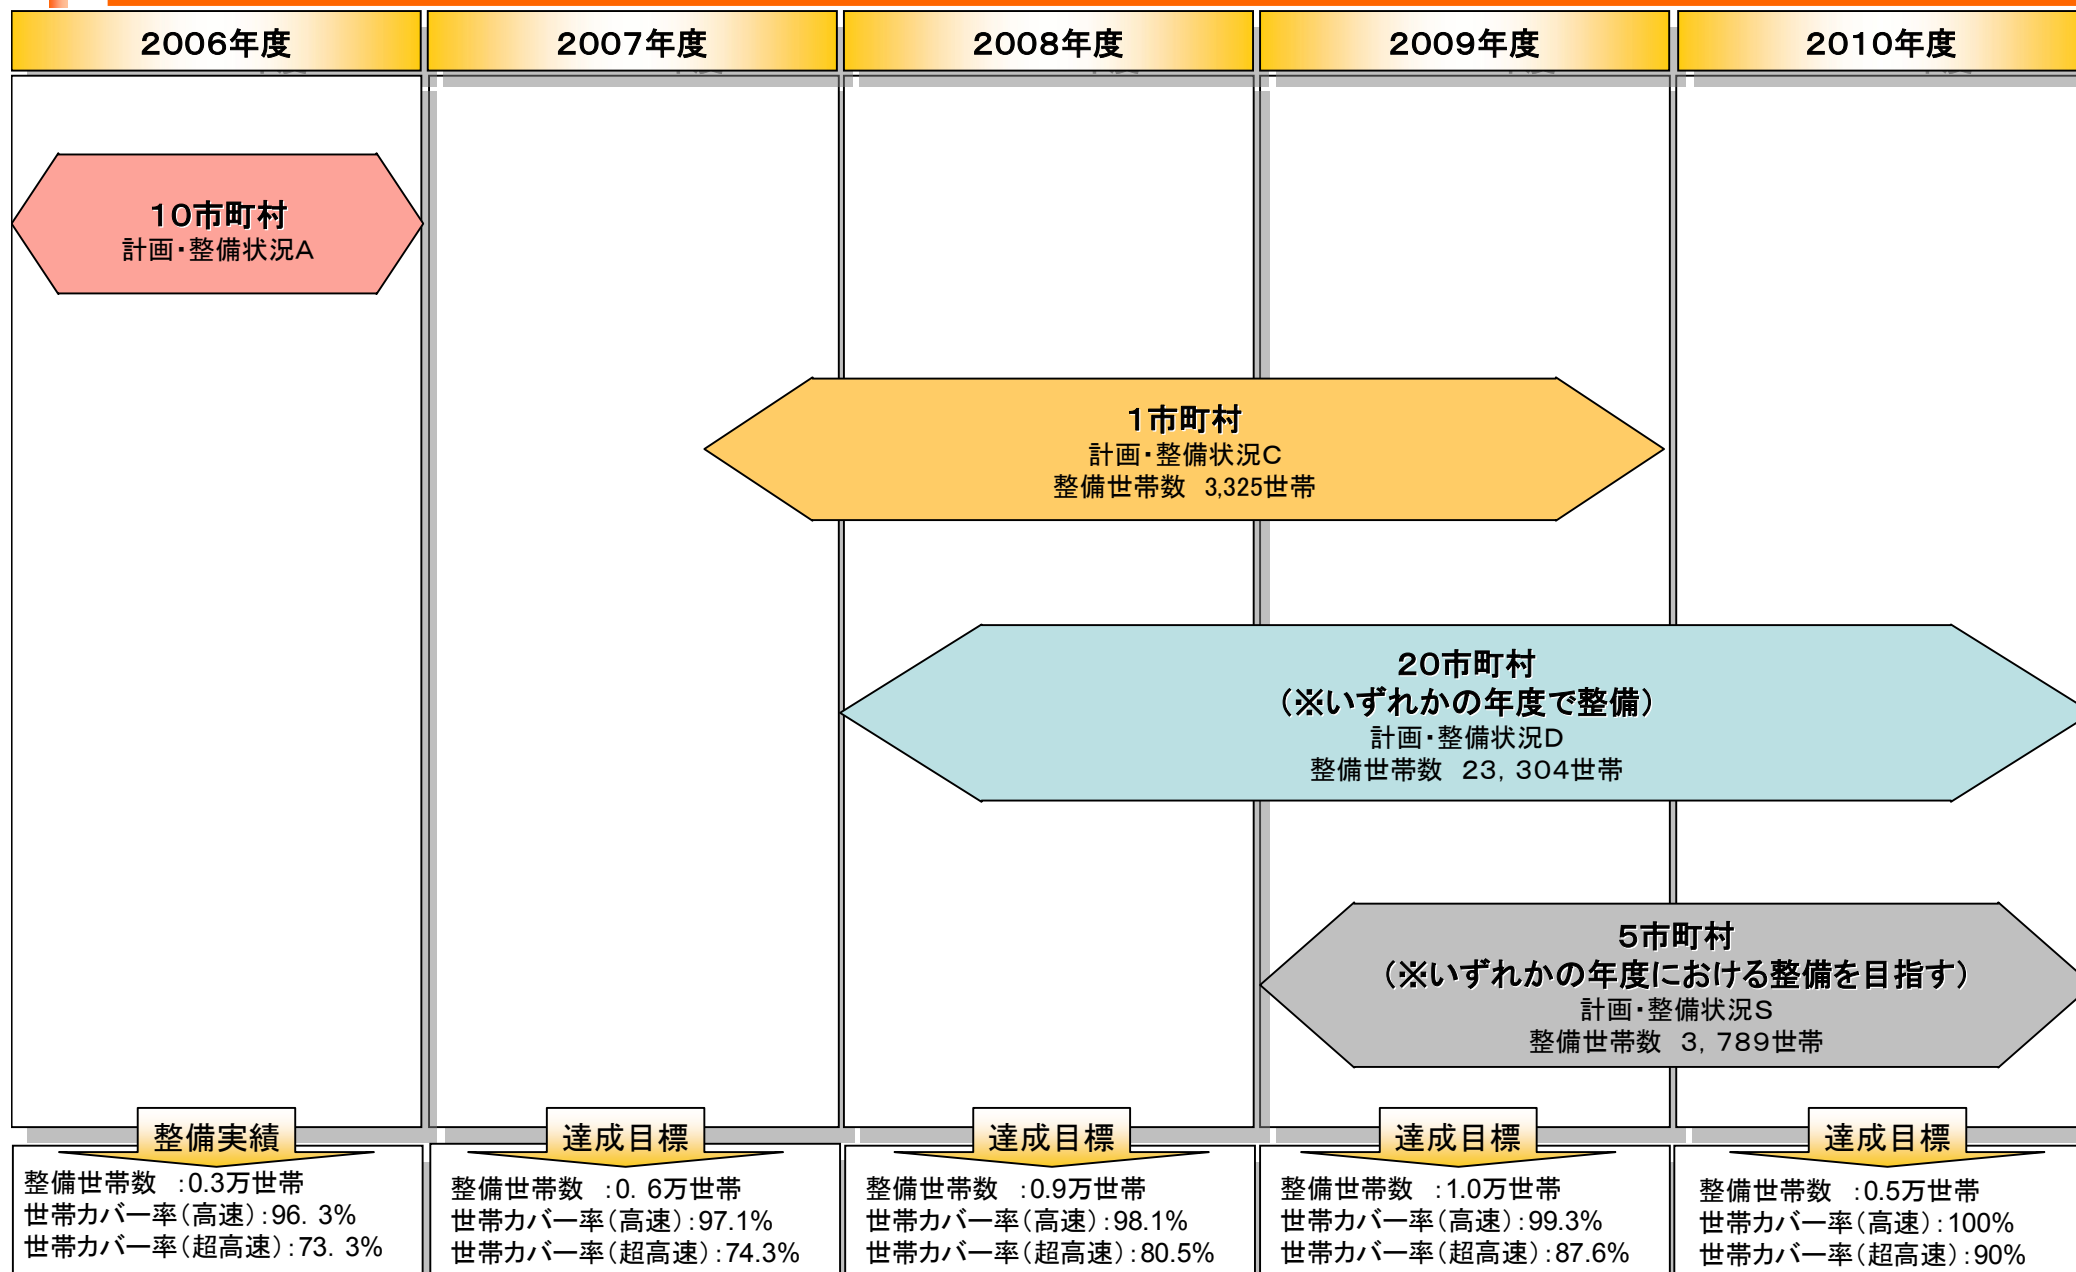 2006年度
2007年度
2008年度
2009年度
2010年度
10市町村
計画・整備状況A
1市町村
計画・整備状況C
整備世帯数 3,325世帯
20市町村
(※いずれかの年度で整備)
計画・整備状況D
整備世帯数 23,304世帯
5市町村
(※いずれかの年度における整備を目指す)
計画・整備状況S
整備世帯数 3,789世帯
整備実績
整備世帯数 :0.3万世帯
世帯カバー率(高速):96.3%
世帯カバー率(超高速):73.3%
達成目標
整備世帯数 :0.6万世帯
世帯カバー率(高速):97.1%
世帯カバー率(超高速):74.3%
達成目標
整備世帯数 :0.9万世帯
世帯カバー率(高速):98.1%
世帯カバー率(超高速):80.5%
達成目標
整備世帯数 :1.0万世帯
世帯カバー率(高速):99.3%
世帯カバー率(超高速):87.6%
達成目標
整備世帯数 :0.5万世帯
世帯カバー率(高速):100%
世帯カバー率(超高速):90%